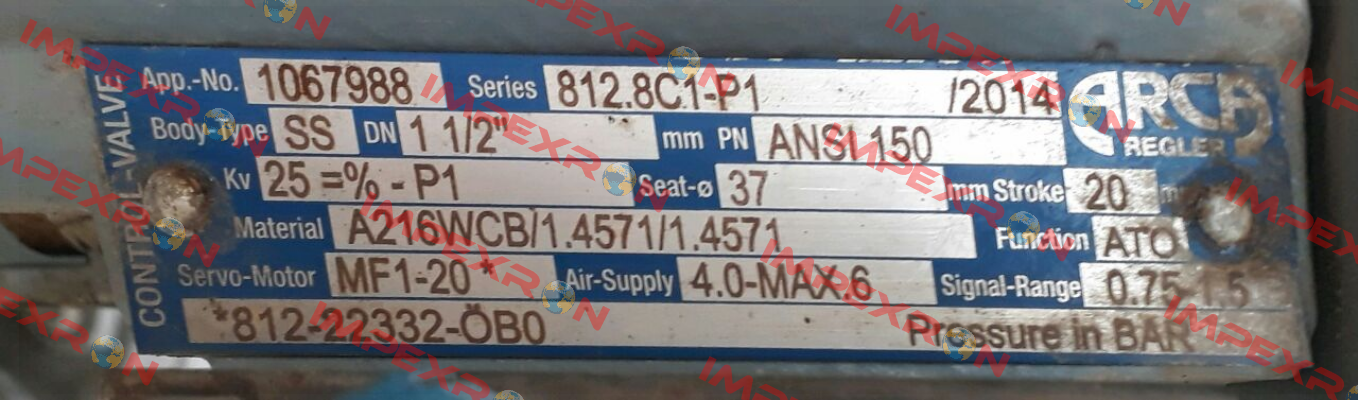 CONTROL-VALVE
App.-No. 1067988 Series 812.8C1-P1 /2014 ARCA REGLER
Body-Type SS DN 1 1/2" mm PN ANSI 150
Kv 25 =% - P1 Seat-ø 37 mm Stroke 20
Material A216WCB/1.4571/1.4571 Function ATO
Servo-Motor MF1-20* Air-Supply 4.0-MAX.6 Signal-Range 0.75-1.5
*812-22332-ÖB0 Pressure in BAR
IMPEXRON